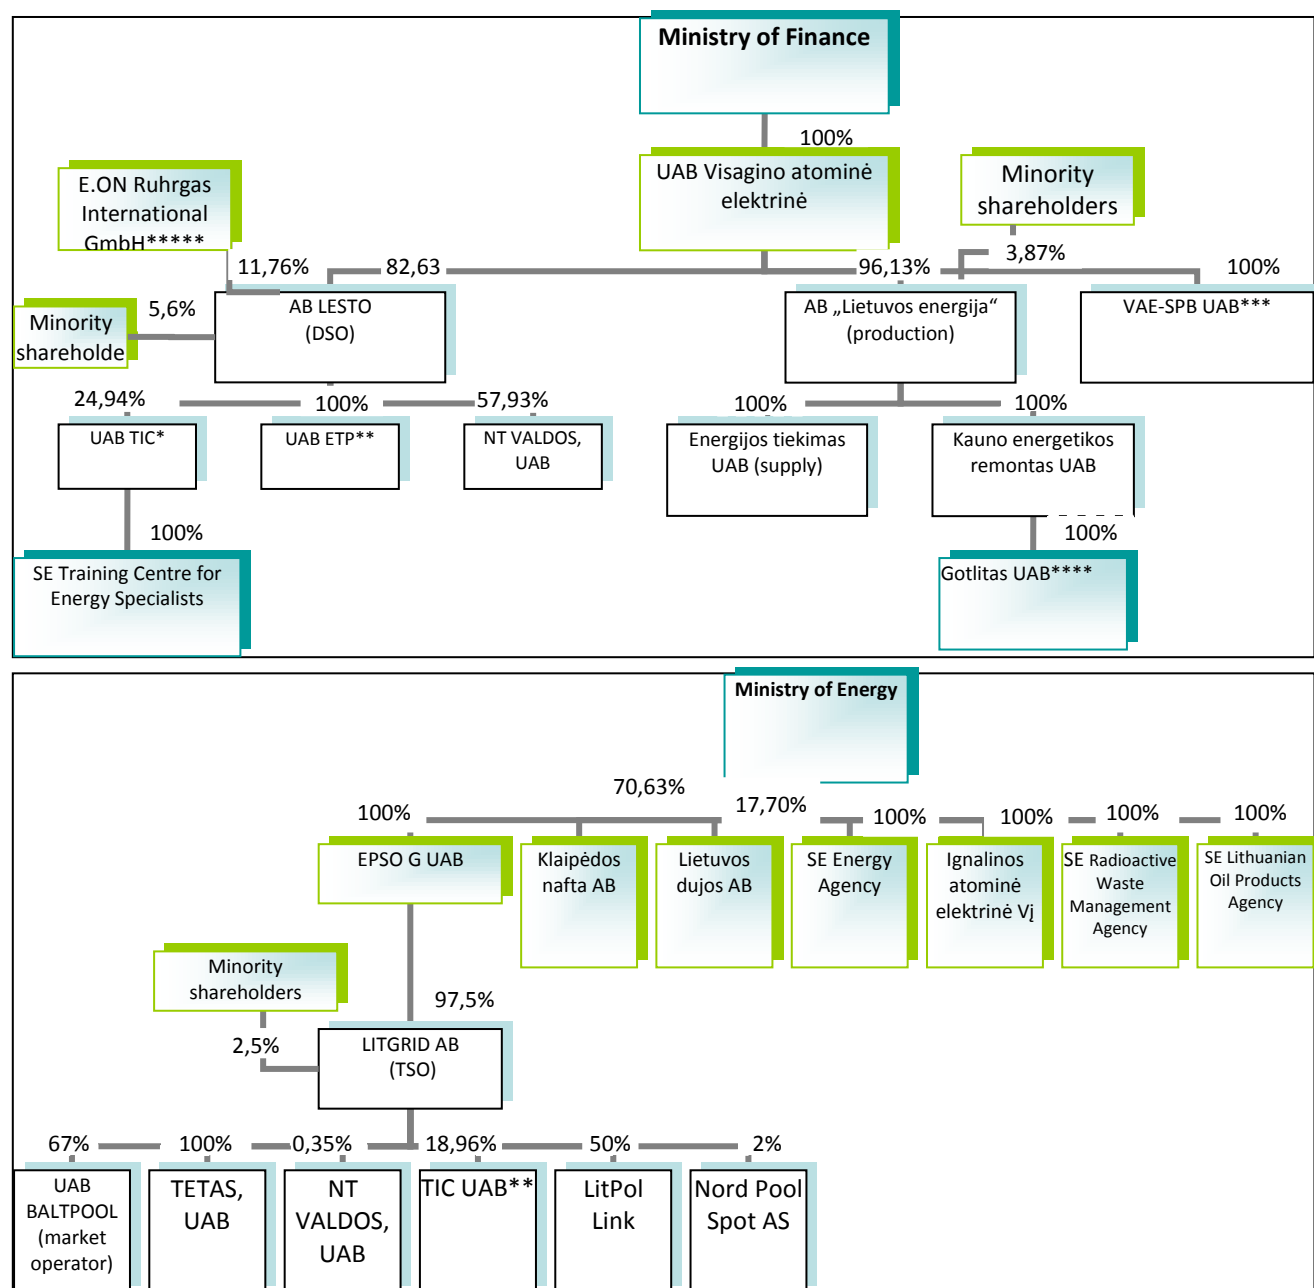 Ministry of Finance
100%
E.ON Ruhrgas
International
GmbH*****
UAB Visagino atominė
elektrinė
Minority
shareholders
11,76%
82,63
96,13%
3,87%
100%
5,6%
Minority
shareholde
AB LESTO
(DSO)
AB „Lietuvos energija“
(production)
VAE-SPB UAB***
24,94%
100%
57,93%
100%
100%
UAB TIC*
UAB ETP**
NT VALDOS,
UAB
Energijos tiekimas
UAB (supply)
Kauno energetikos
remontas UAB
100%
100%
SE Training Centre for
Energy Specialists
Gotlitas UAB****
Ministry of Energy
100%
70,63%
17,70%
100%
100%
100%
100%
EPSO G UAB
Klaipėdos
nafta AB
Lietuvos
dujos AB
SE Energy
Agency
Ignalinos
atominė
elektrinė Vį
SE Radioactive
Waste
Management
Agency
SE Lithuanian
Oil Products
Agency
Minority
shareholders
97,5%
2,5%
LITGRID AB
(TSO)
67%
100%
0,35%
18,96%
50%
2%
UAB
BALTPOOL
(market
operator)
TETAS,
UAB
NT
VALDOS,
UAB
TIC UAB**
LitPol
Link
Nord Pool
Spot AS